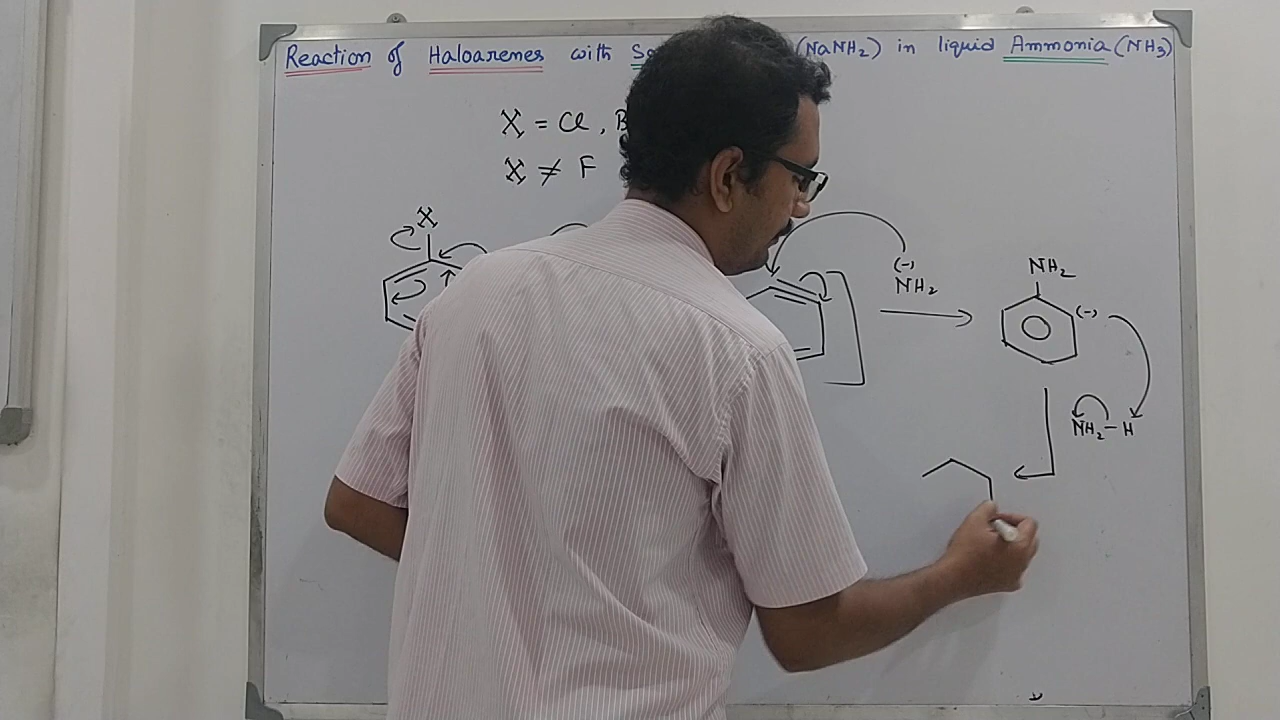 Reaction of Haloarenes with (NaNH₂) in liquid Ammonia (NH₃)
X = Cl, B
X ≠ F
X
(-)
NH₂
NH₂
(-)
NH₂–H